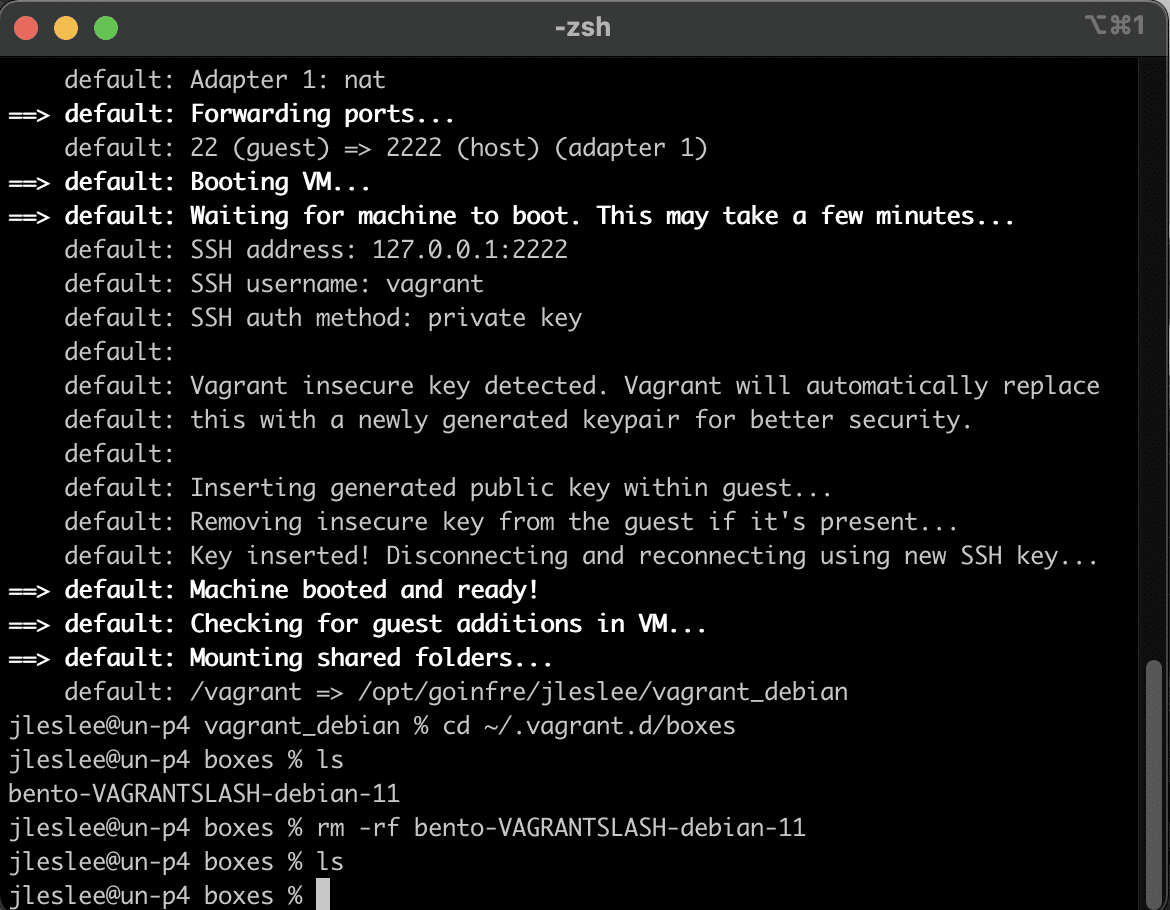 -zsh
⌥⌘1
default: Adapter 1: nat
==> default: Forwarding ports...
default: 22 (guest) => 2222 (host) (adapter 1)
==> default: Booting VM...
==> default: Waiting for machine to boot. This may take a few minutes...
default: SSH address: 127.0.0.1:2222
default: SSH username: vagrant
default: SSH auth method: private key
default:
default: Vagrant insecure key detected. Vagrant will automatically replace
default: this with a newly generated keypair for better security.
default:
default: Inserting generated public key within guest...
default: Removing insecure key from the guest if it's present...
default: Key inserted! Disconnecting and reconnecting using new SSH key...
==> default: Machine booted and ready!
==> default: Checking for guest additions in VM...
==> default: Mounting shared folders...
default: /vagrant => /opt/goinfre/jleslee/vagrant_debian
jleslee@un-p4 vagrant_debian % cd ~/.vagrant.d/boxes
jleslee@un-p4 boxes % ls
bento-VAGRANTSLASH-debian-11
jleslee@un-p4 boxes % rm -rf bento-VAGRANTSLASH-debian-11
jleslee@un-p4 boxes % ls
jleslee@un-p4 boxes %